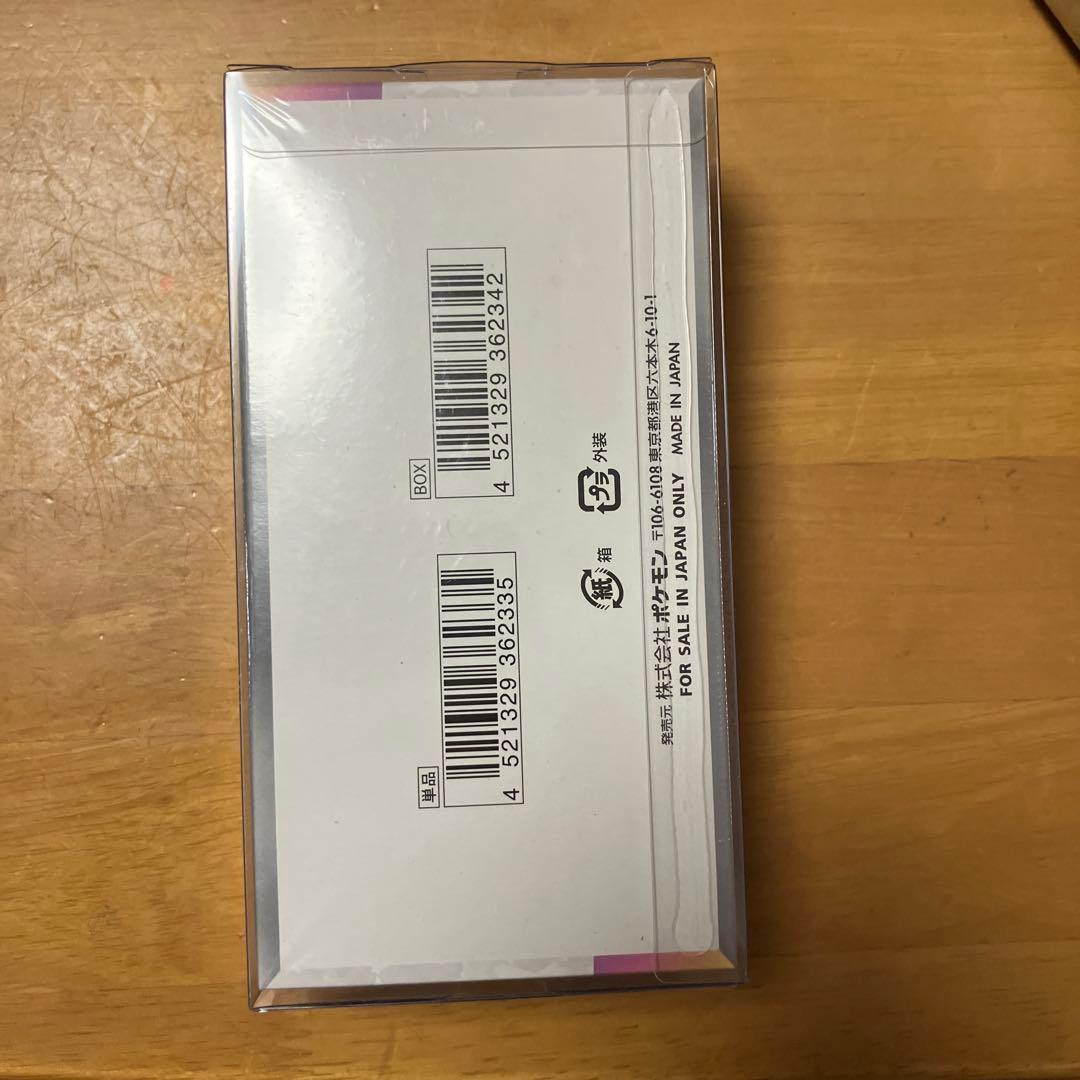 単品
4 521329 362335
BOX
4 521329 362342
紙 箱
プラ 外装
発売元 株式会社 ポケモン 〒106-6108 東京都港区六本木6-10-1
FOR SALE IN JAPAN ONLY MADE IN JAPAN